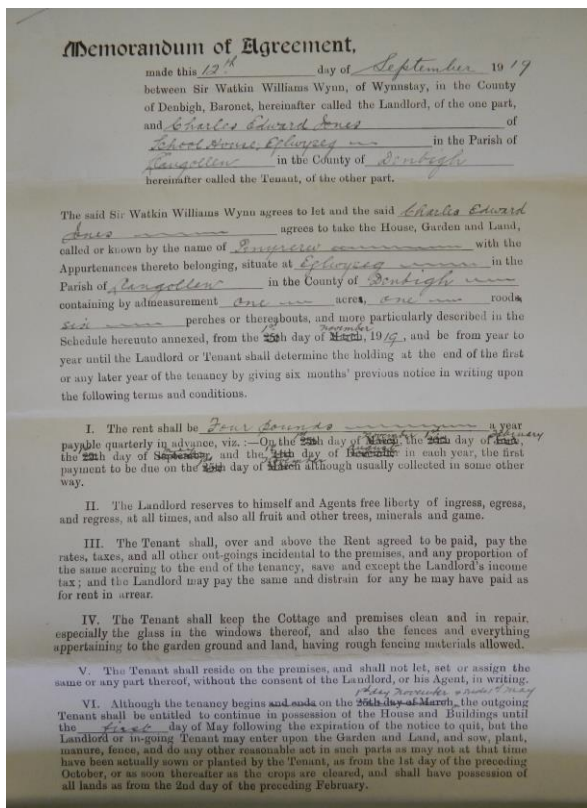 Memorandum of Agreement,
made this 12th day of September 1919
between Sir Watkin Williams Wynn, of Wynnstay, in the County
of Denbigh, Baronet, hereinafter called the Landlord, of the one part,
and Charles Edward Jones of
School House, Eglwyseg in the Parish of
Llangollen in the County of Denbigh
hereinafter called the Tenant, of the other part.
The said Sir Watkin Williams Wynn agrees to let and the said Charles Edward
Jones agrees to take the House, Garden and Land,
called or known by the name of with the
Appurtenances thereto belonging, situate at Eglwyseg in the
Parish of Llangollen in the County of Denbigh
containing by admeasurement one acres, one roods,
six perches or thereabouts, and more particularly described in the
Schedule hereunto annexed, from the 25th 1st day of March, November 1919, and be from year to
year until the Landlord or Tenant shall determine the holding at the end of the first
or any later year of the tenancy by giving six months' previous notice in writing upon
the following terms and conditions.
I. The rent shall be Four pounds a year
payable quarterly in advance, viz. :—On the day of March, November the day of February
the day of September, and the day of November in each year, the first
payment to be due on the 25th day of March although usually collected in some other
way.
II. The Landlord reserves to himself and Agents free liberty of ingress, egress,
and regress, at all times, and also all fruit and other trees, minerals and game.
III. The Tenant shall, over and above the Rent agreed to be paid, pay the
rates, taxes, and all other out-goings incidental to the premises, and any proportion of
the same accruing to the end of the tenancy, save and except the Landlord's income
tax; and the Landlord may pay the same and distrain for any he may have paid as
for rent in arrear.
IV. The Tenant shall keep the Cottage and premises clean and in repair,
especially the glass in the windows thereof, and also the fences and everything
appertaining to the garden ground and land, having rough fencing materials allowed.
V. The Tenant shall reside on the premises, and shall not let, set or assign the
same or any part thereof, without the consent of the Landlord, or his Agent, in writing.
1st day November & ends 1st May
VI. Although the tenancy begins and ends on the 25th day of March, the outgoing
Tenant shall be entitled to continue in possession of the House and Buildings until
the first day of May following the expiration of the notice to quit, but the
Landlord or in-going Tenant may enter upon the Garden and Land, and sow, plant,
manure, fence, and do any other reasonable act in such parts as may not at that time
have been actually sown or planted by the Tenant, as from the 1st day of the preceding
October, or as soon thereafter as the crops are cleared, and shall have possession of
all lands as from the 2nd day of the preceding February.